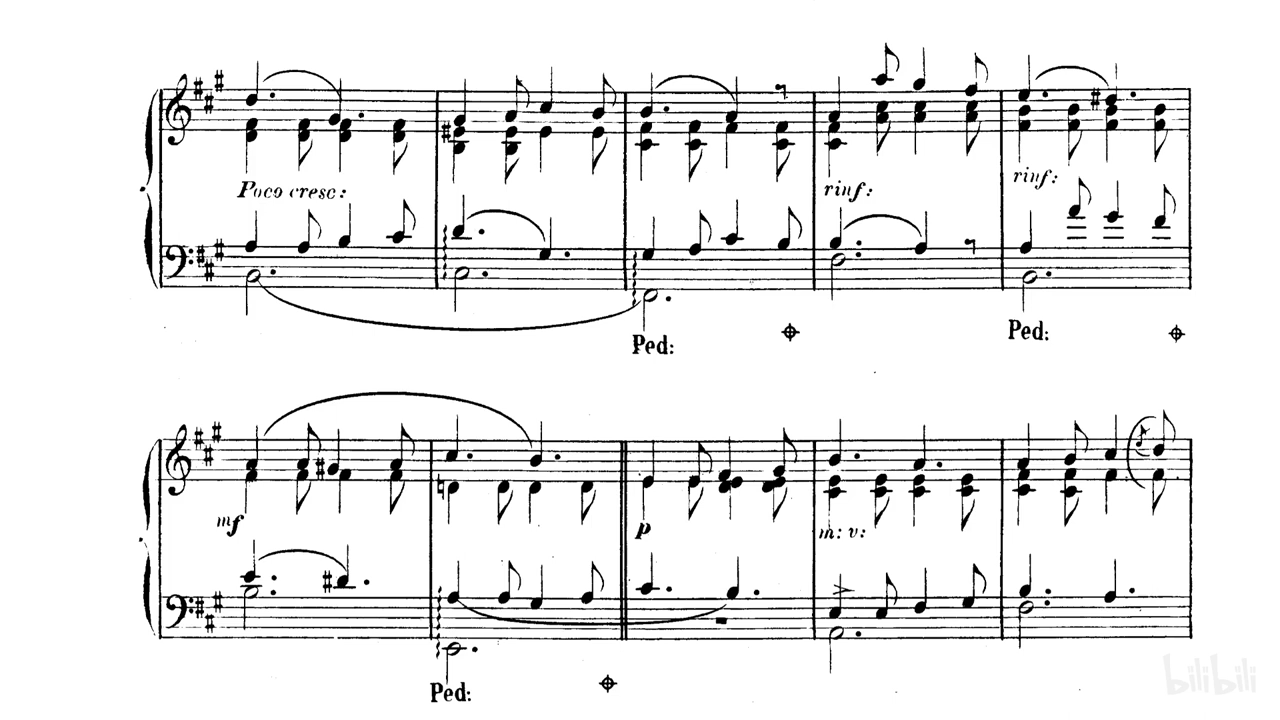 Poco cresc:
rinf:
rinf:
Ped:
Ped:
mf
p
m: v:
Ped:
bilibili